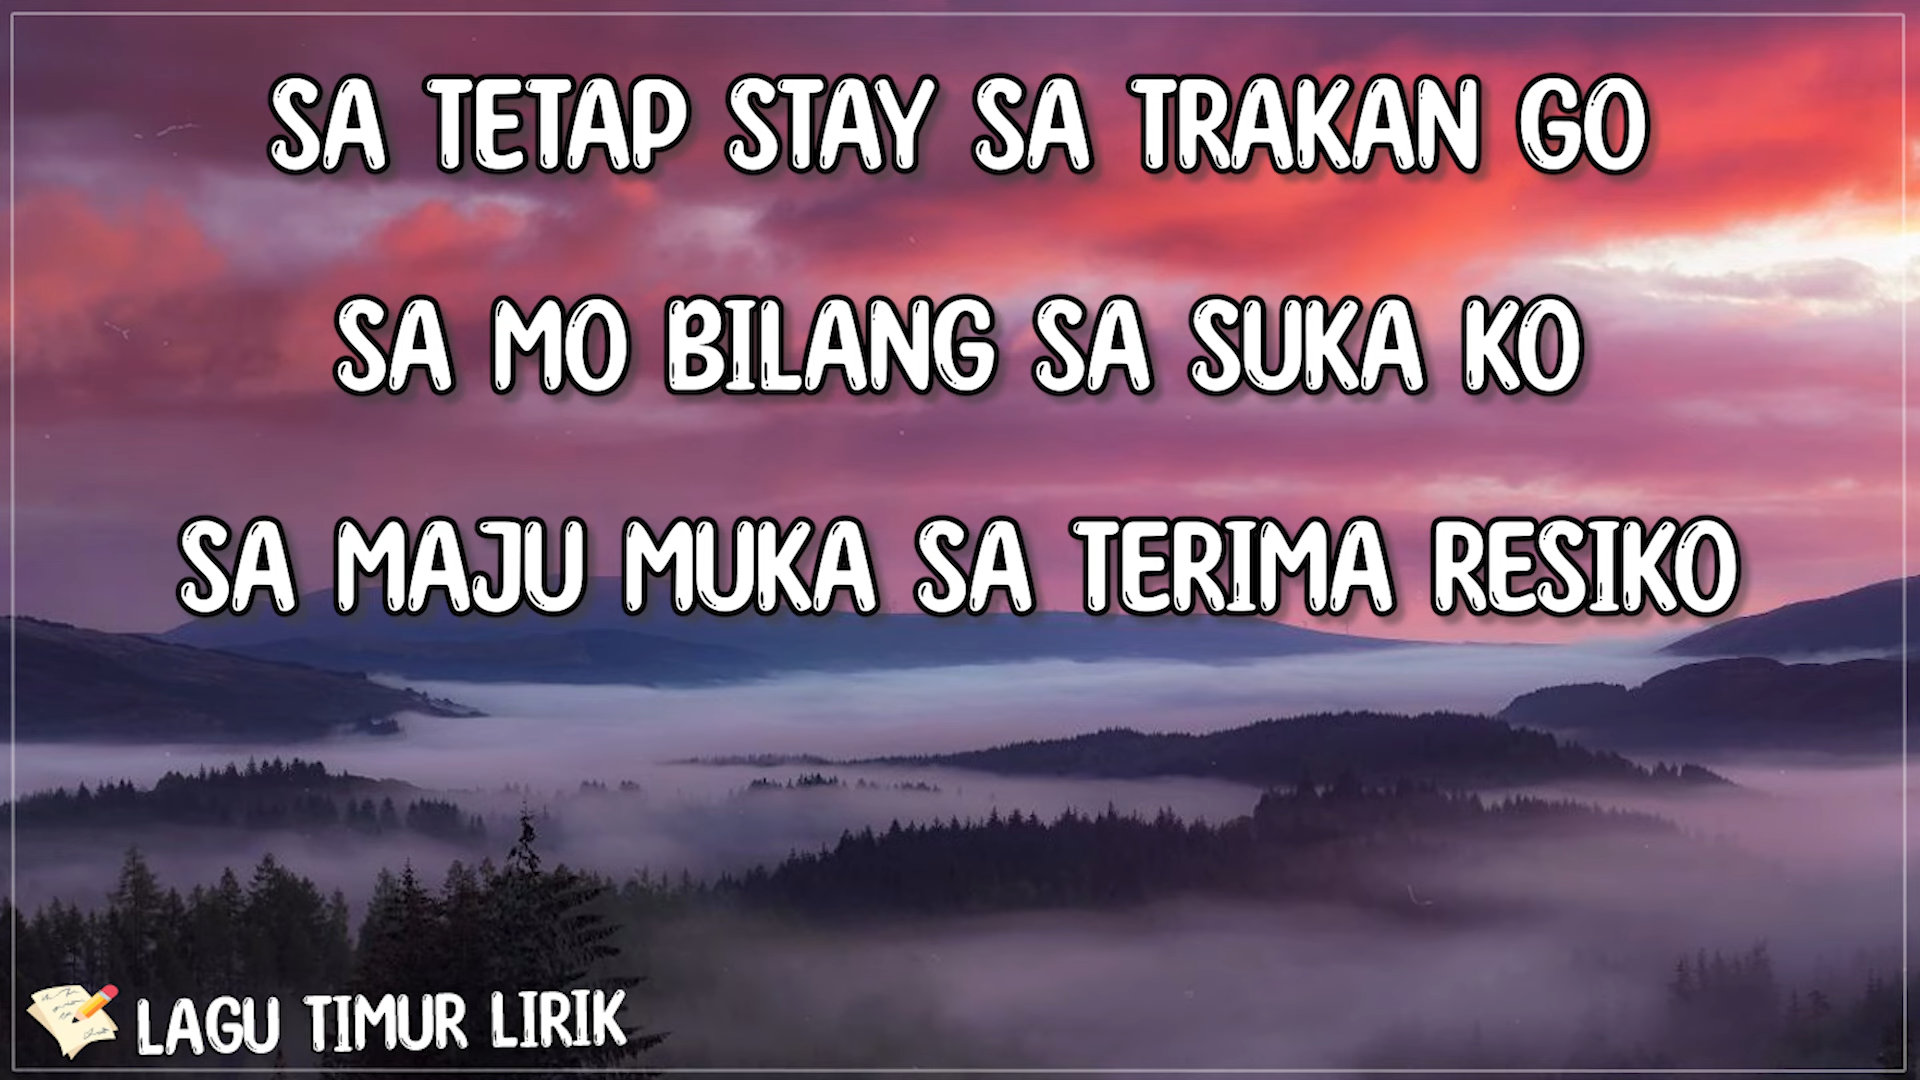 SA TETAP STAY SA TRAKAN GO
SA MO BILANG SA SUKA KO
SA MAJU MUKA SA TERIMA RESIKO
LAGU TIMUR LIRIK